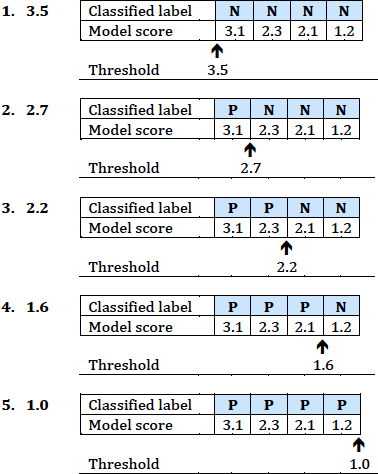 1. 3.5 Classified label N N N N
Model score 3.1 2.3 2.1 1.2
Threshold 3.5
2. 2.7 Classified label P N N N
Model score 3.1 2.3 2.1 1.2
Threshold 2.7
3. 2.2 Classified label P P N N
Model score 3.1 2.3 2.1 1.2
Threshold 2.2
4. 1.6 Classified label P P P N
Model score 3.1 2.3 2.1 1.2
Threshold 1.6
5. 1.0 Classified label P P P P
Model score 3.1 2.3 2.1 1.2
Threshold 1.0